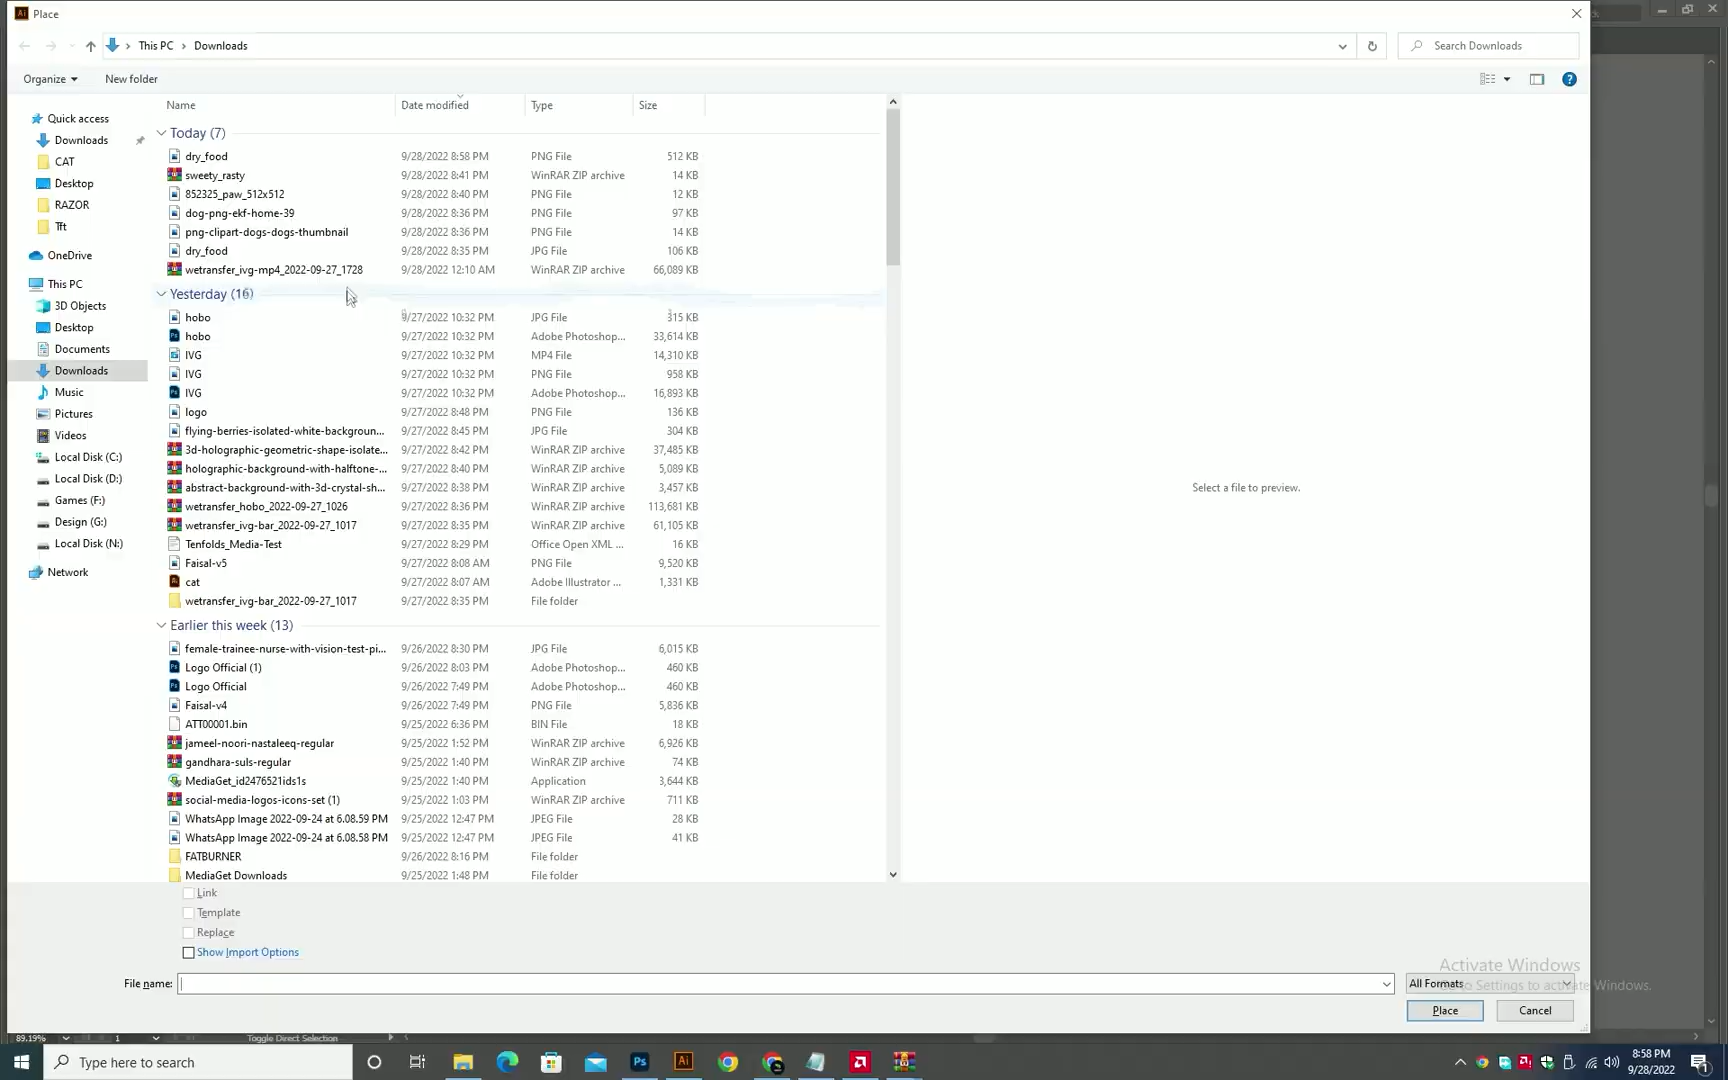 Place
This PC > Downloads
Search Downloads
Organize
New folder
Name
Date modified
Type
Size
Quick access
Downloads
CAT
Desktop
RAZOR
Tft
OneDrive
This PC
3D Objects
Desktop
Documents
Downloads
Music
Pictures
Videos
Local Disk (C:)
Local Disk (D:)
Games (F:)
Design (G:)
Local Disk (N:)
Network
Today (7)
dry_food 9/28/2022 8:58 PM PNG File 512 KB
sweety_rasty 9/28/2022 8:41 PM WinRAR ZIP archive 14 KB
852325_paw_512x512 9/28/2022 8:40 PM PNG File 12 KB
dog-png-ekf-home-39 9/28/2022 8:36 PM PNG File 97 KB
png-clipart-dogs-dogs-thumbnail 9/28/2022 8:36 PM PNG File 14 KB
dry_food 9/28/2022 8:35 PM JPG File 106 KB
wetransfer_ivg-mp4_2022-09-27_1728 9/28/2022 12:10 AM WinRAR ZIP archive 66,089 KB
Yesterday (16)
hobo 9/27/2022 10:32 PM JPG File 315 KB
hobo 9/27/2022 10:32 PM Adobe Photoshop... 33,614 KB
IVG 9/27/2022 10:32 PM MP4 File 14,310 KB
IVG 9/27/2022 10:32 PM PNG File 958 KB
IVG 9/27/2022 10:32 PM Adobe Photoshop... 16,893 KB
logo 9/27/2022 8:48 PM PNG File 136 KB
flying-berries-isolated-white-backgroun... 9/27/2022 8:45 PM JPG File 304 KB
3d-holographic-geometric-shape-isolate... 9/27/2022 8:42 PM WinRAR ZIP archive 37,485 KB
holographic-background-with-halftone-... 9/27/2022 8:40 PM WinRAR ZIP archive 5,089 KB
abstract-background-with-3d-crystal-sh... 9/27/2022 8:38 PM WinRAR ZIP archive 3,457 KB
wetransfer_hobo_2022-09-27_1026 9/27/2022 8:36 PM WinRAR ZIP archive 113,681 KB
wetransfer_ivg-bar_2022-09-27_1017 9/27/2022 8:35 PM WinRAR ZIP archive 61,105 KB
Tenfolds_Media-Test 9/27/2022 8:29 PM Office Open XML ... 16 KB
Faisal-v5 9/27/2022 8:08 AM PNG File 9,520 KB
cat 9/27/2022 8:07 AM Adobe Illustrator ... 1,331 KB
wetransfer_ivg-bar_2022-09-27_1017 9/27/2022 8:35 PM File folder
Earlier this week (13)
female-trainee-nurse-with-vision-test-pi... 9/26/2022 8:30 PM JPG File 6,015 KB
Logo Official (1) 9/26/2022 8:03 PM Adobe Photoshop... 460 KB
Logo Official 9/26/2022 7:49 PM Adobe Photoshop... 460 KB
Faisal-v4 9/26/2022 7:49 PM PNG File 5,836 KB
ATT00001.bin 9/25/2022 6:36 PM BIN File 18 KB
jameel-noori-nastaleeq-regular 9/25/2022 1:52 PM WinRAR ZIP archive 6,926 KB
gandhara-suls-regular 9/25/2022 1:40 PM WinRAR ZIP archive 74 KB
MediaGet_id2476521ids1s 9/25/2022 1:40 PM Application 3,644 KB
social-media-logos-icons-set (1) 9/25/2022 1:03 PM WinRAR ZIP archive 711 KB
WhatsApp Image 2022-09-24 at 6.08.59 PM 9/25/2022 12:47 PM JPEG File 28 KB
WhatsApp Image 2022-09-24 at 6.08.58 PM 9/25/2022 12:47 PM JPEG File 41 KB
FATBURNER 9/26/2022 8:16 PM File folder
MediaGet Downloads 9/25/2022 1:48 PM File folder
Select a file to preview.
Link
Template
Replace
Show Import Options
File name:
All Formats
Activate Windows
Go to Settings to activate Windows.
Place
Cancel
89.19%
1
Toggle Direct Selection
Type here to search
8:58 PM
9/28/2022